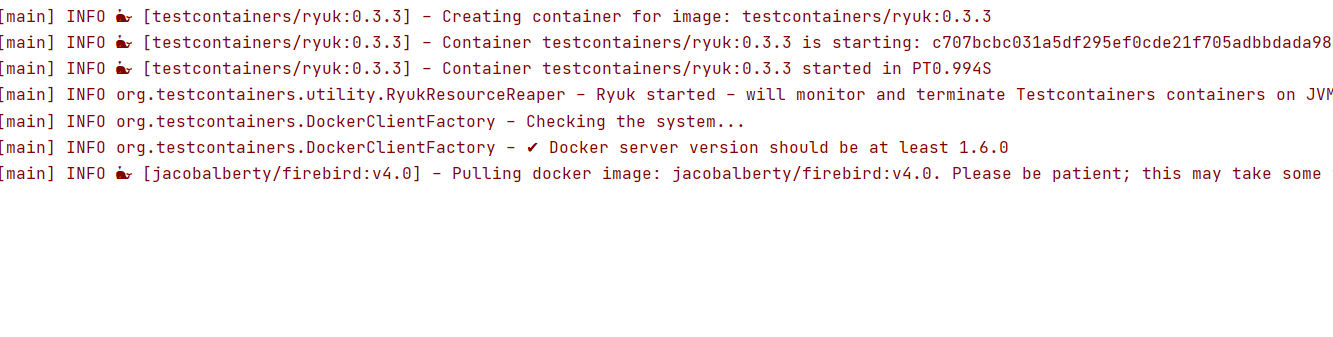 [main] INFO 🐳 [testcontainers/ryuk:0.3.3] - Creating container for image: testcontainers/ryuk:0.3.3
[main] INFO 🐳 [testcontainers/ryuk:0.3.3] - Container testcontainers/ryuk:0.3.3 is starting: c707bcbc031a5df295ef0cde21f705adbbdada98
[main] INFO 🐳 [testcontainers/ryuk:0.3.3] - Container testcontainers/ryuk:0.3.3 started in PT0.994S
[main] INFO org.testcontainers.utility.RyukResourceReaper - Ryuk started - will monitor and terminate Testcontainers containers on JVM
[main] INFO org.testcontainers.DockerClientFactory - Checking the system...
[main] INFO org.testcontainers.DockerClientFactory - ✔ Docker server version should be at least 1.6.0
[main] INFO 🐳 [jacobalberty/firebird:v4.0] - Pulling docker image: jacobalberty/firebird:v4.0. Please be patient; this may take some